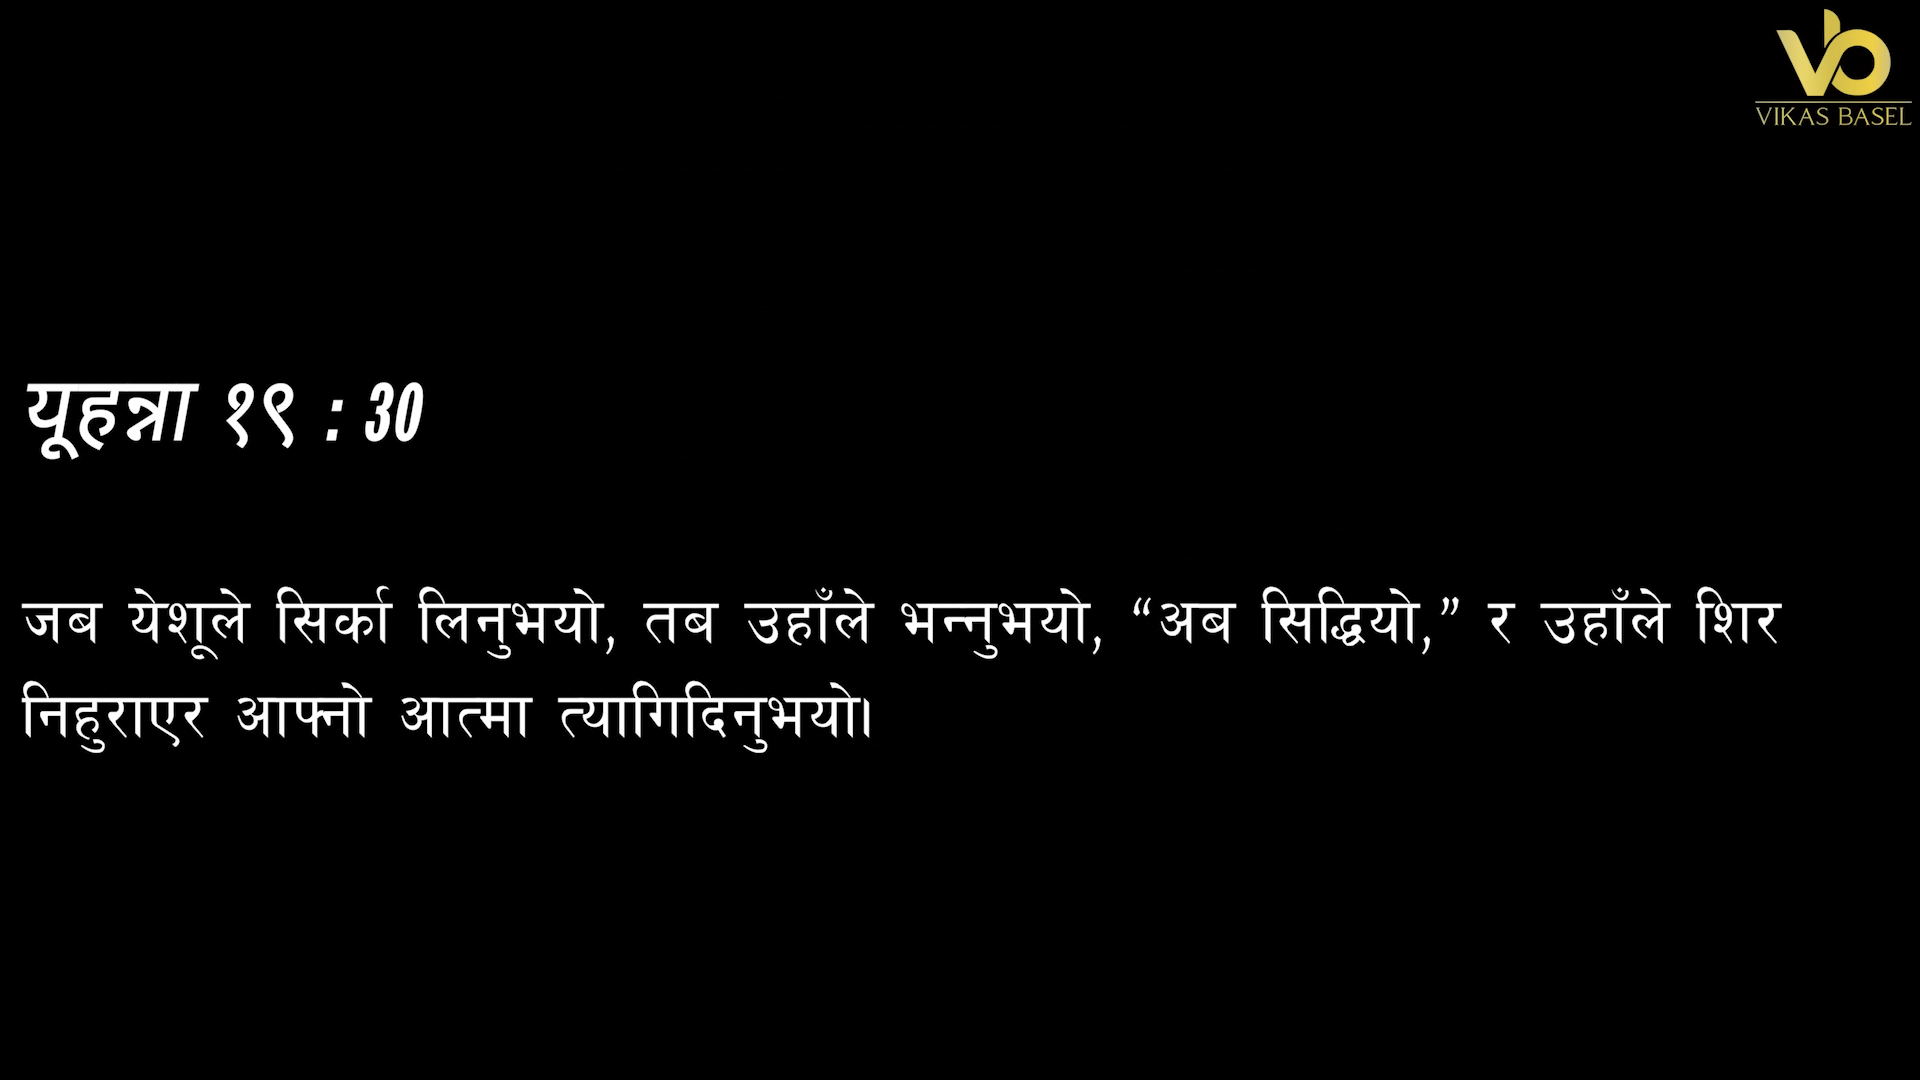 VIKAS BASEL
यूहन्ना १९ : 30
जब येशूले सिर्का लिनुभयो, तब उहाँले भन्नुभयो, “अब सिद्धियो,” र उहाँले शिर
निहुराएर आफ्नो आत्मा त्यागिदिनुभयो।